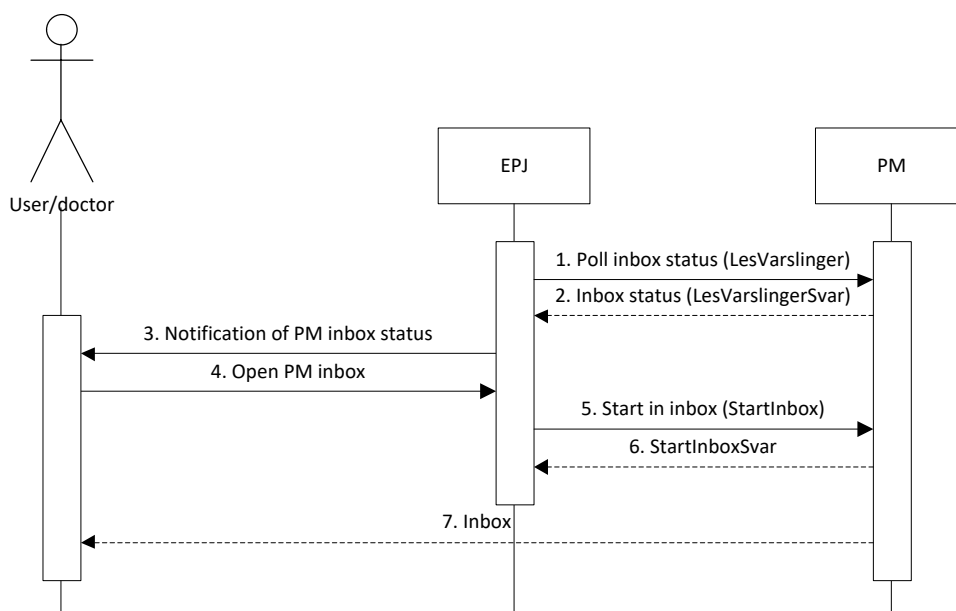 User/doctor
EPJ
PM
1. Poll inbox status (LesVarslinger)
2. Inbox status (LesVarslingerSvar)
3. Notification of PM inbox status
4. Open PM inbox
5. Start in inbox (StartInbox)
6. StartInboxSvar
7. Inbox